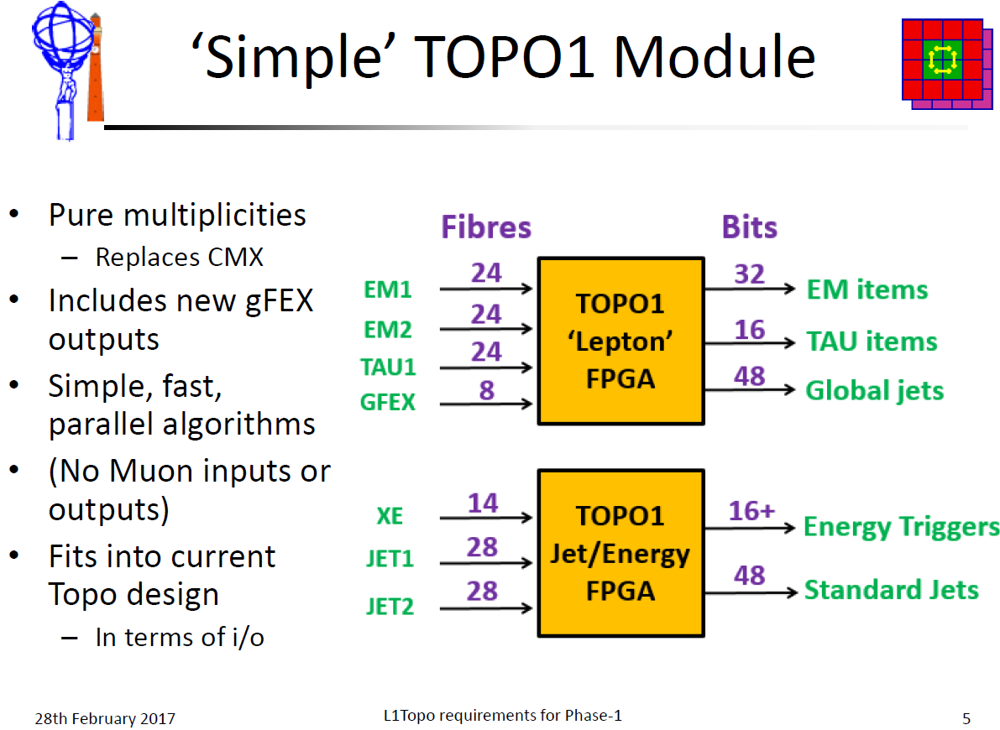 ‘Simple’ TOPO1 Module
• Pure multiplicities
– Replaces CMX
• Includes new gFEX
outputs
• Simple, fast,
parallel algorithms
• (No Muon inputs or
outputs)
• Fits into current
Topo design
– In terms of i/o
Fibres
Bits
EM1
24
EM2
24
TAU1
24
GFEX
8
TOPO1
‘Lepton’
FPGA
32
EM items
16
TAU items
48
Global jets
XE
14
JET1
28
JET2
28
TOPO1
Jet/Energy
FPGA
16+
Energy Triggers
48
Standard Jets
28th February 2017
L1Topo requirements for Phase-1
5